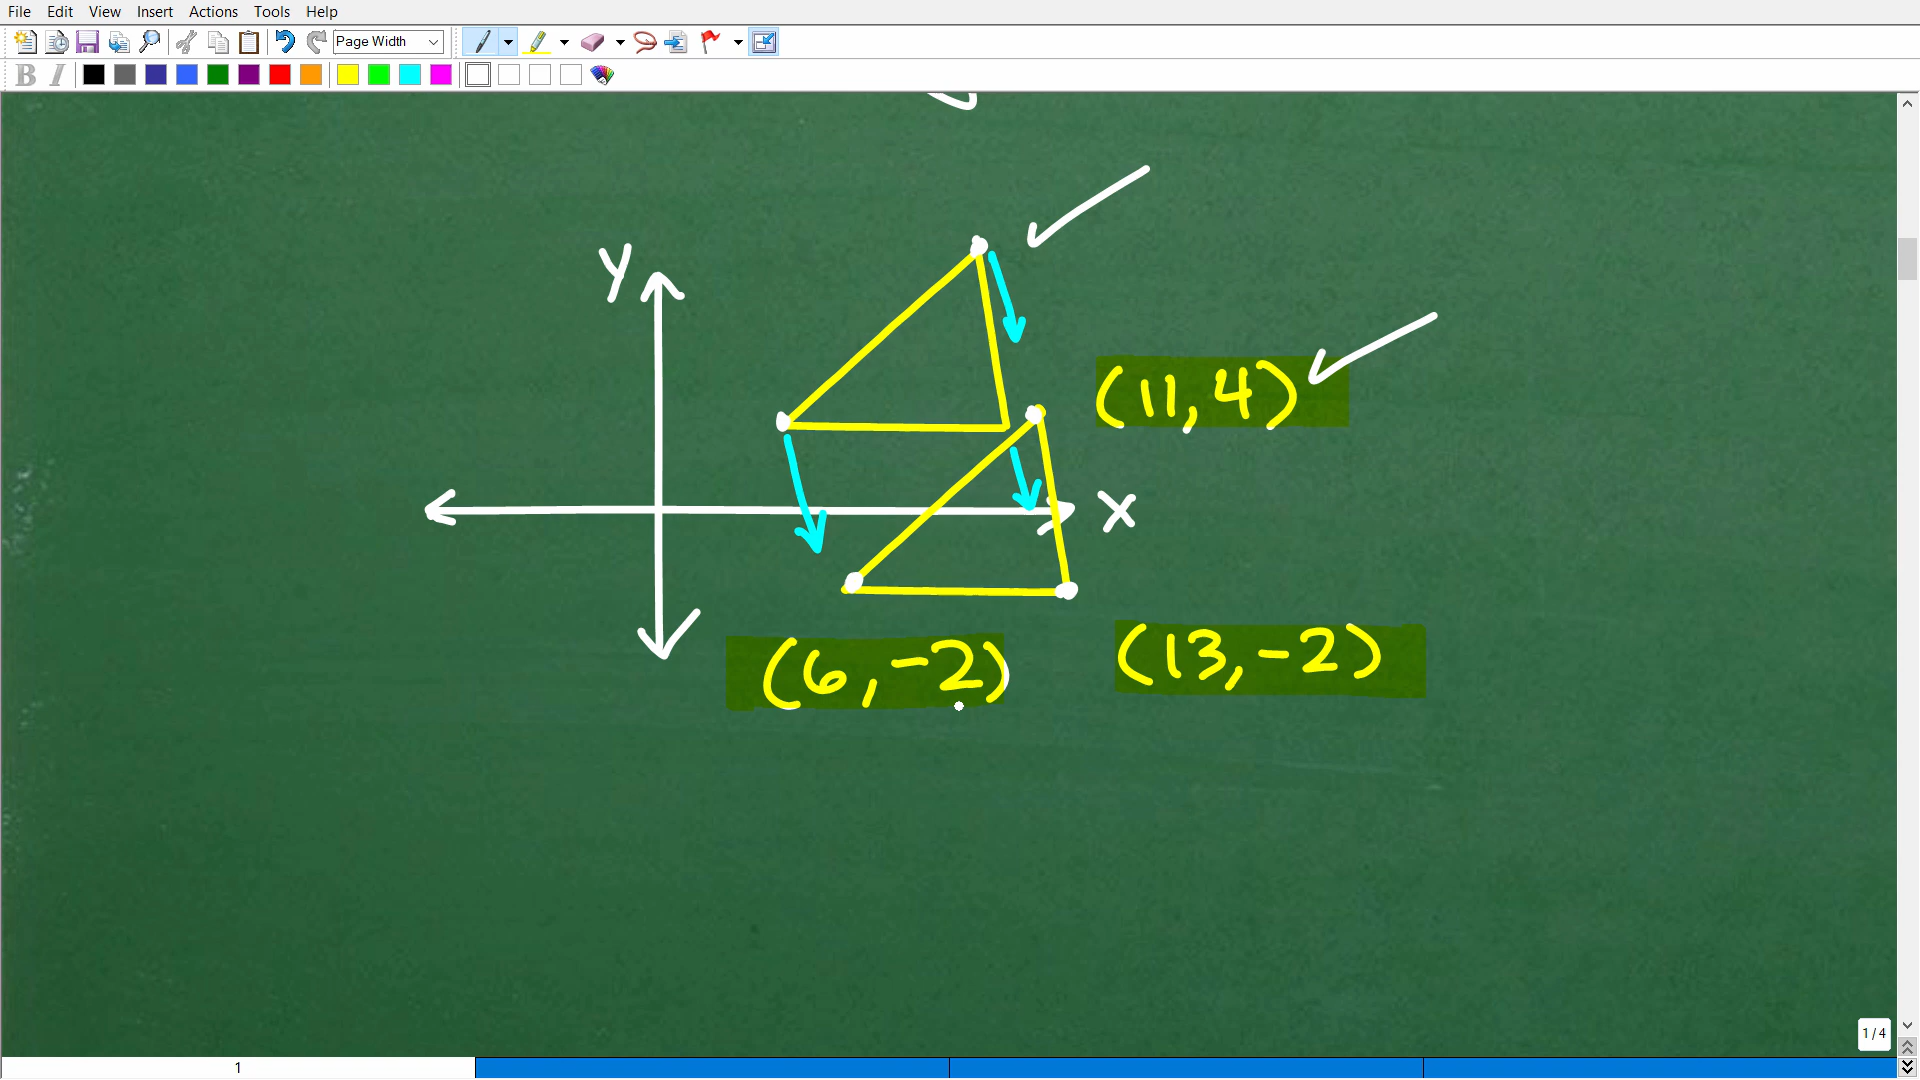 File Edit View Insert Actions Tools Help
Page Width
B I
Y
(11,4)
X
(6,-2)
(13,-2)
1/4
1